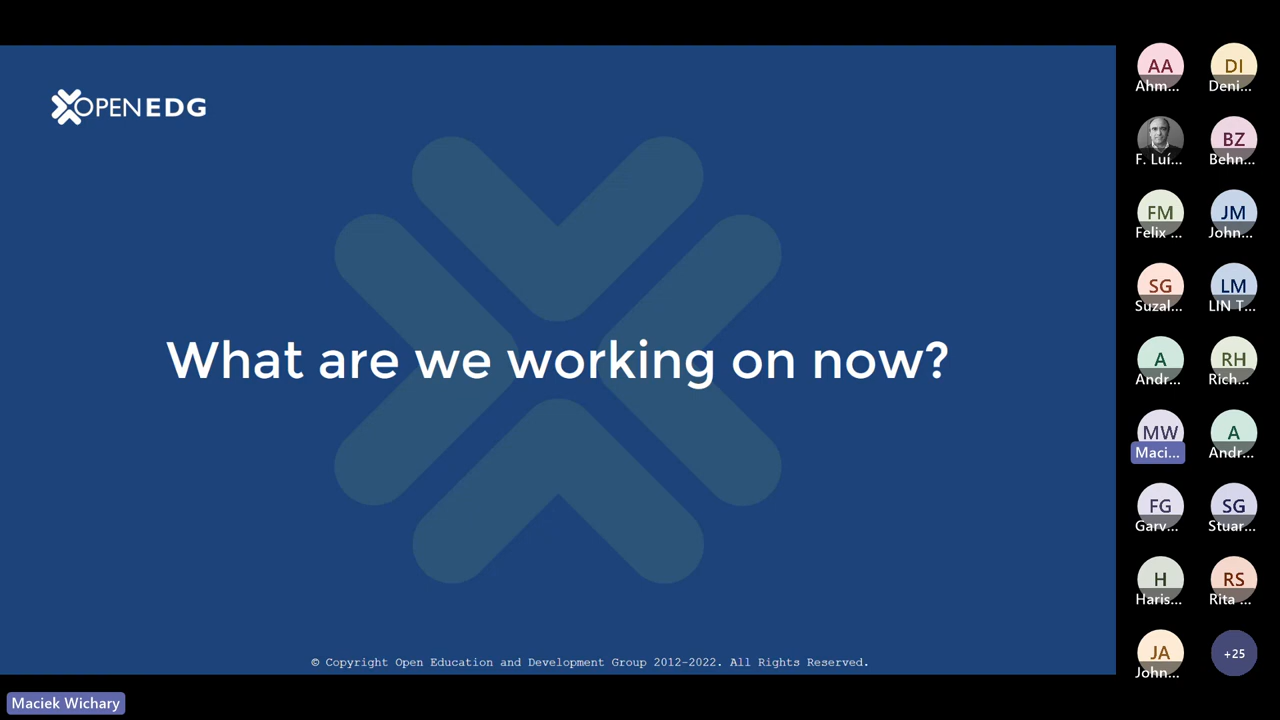 OPENEDG
What are we working on now?
© Copyright Open Education and Development Group 2012-2022. All Rights Reserved.
Maciek Wichary
AA
Ahm...
DI
Deni...
F. Luí...
BZ
Behn...
FM
Felix ...
JM
John...
SG
Suzal...
LM
LIN T...
A
Andr...
RH
Rich...
MW
Maci...
A
Andr...
FG
Garv...
SG
Stuar...
H
Haris...
RS
Rita ...
JA
John...
+25